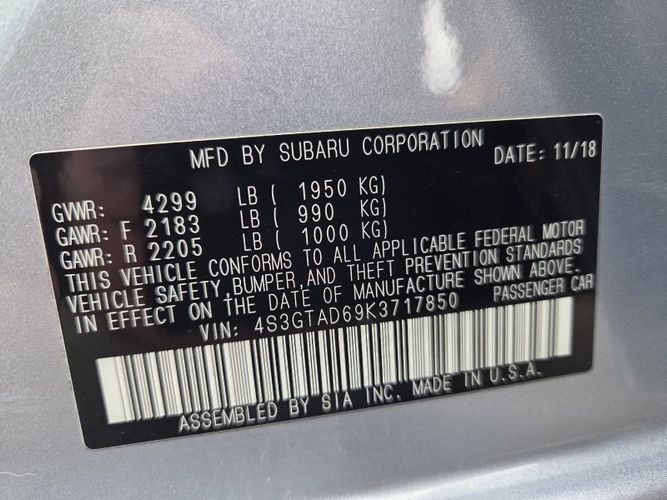 MFD BY SUBARU CORPORATION DATE: 11/18
GVWR: 4299 LB ( 1950 KG)
GAWR: F 2183 LB ( 990 KG)
GAWR: R 2205 LB ( 1000 KG)
THIS VEHICLE CONFORMS TO ALL APPLICABLE FEDERAL MOTOR
VEHICLE SAFETY, BUMPER, AND THEFT PREVENTION STANDARDS
IN EFFECT ON THE DATE OF MANUFACTURE SHOWN ABOVE.
VIN: 4S3GTAD69K3717850 PASSENGER CAR
ASSEMBLED BY SIA INC. MADE IN U.S.A.